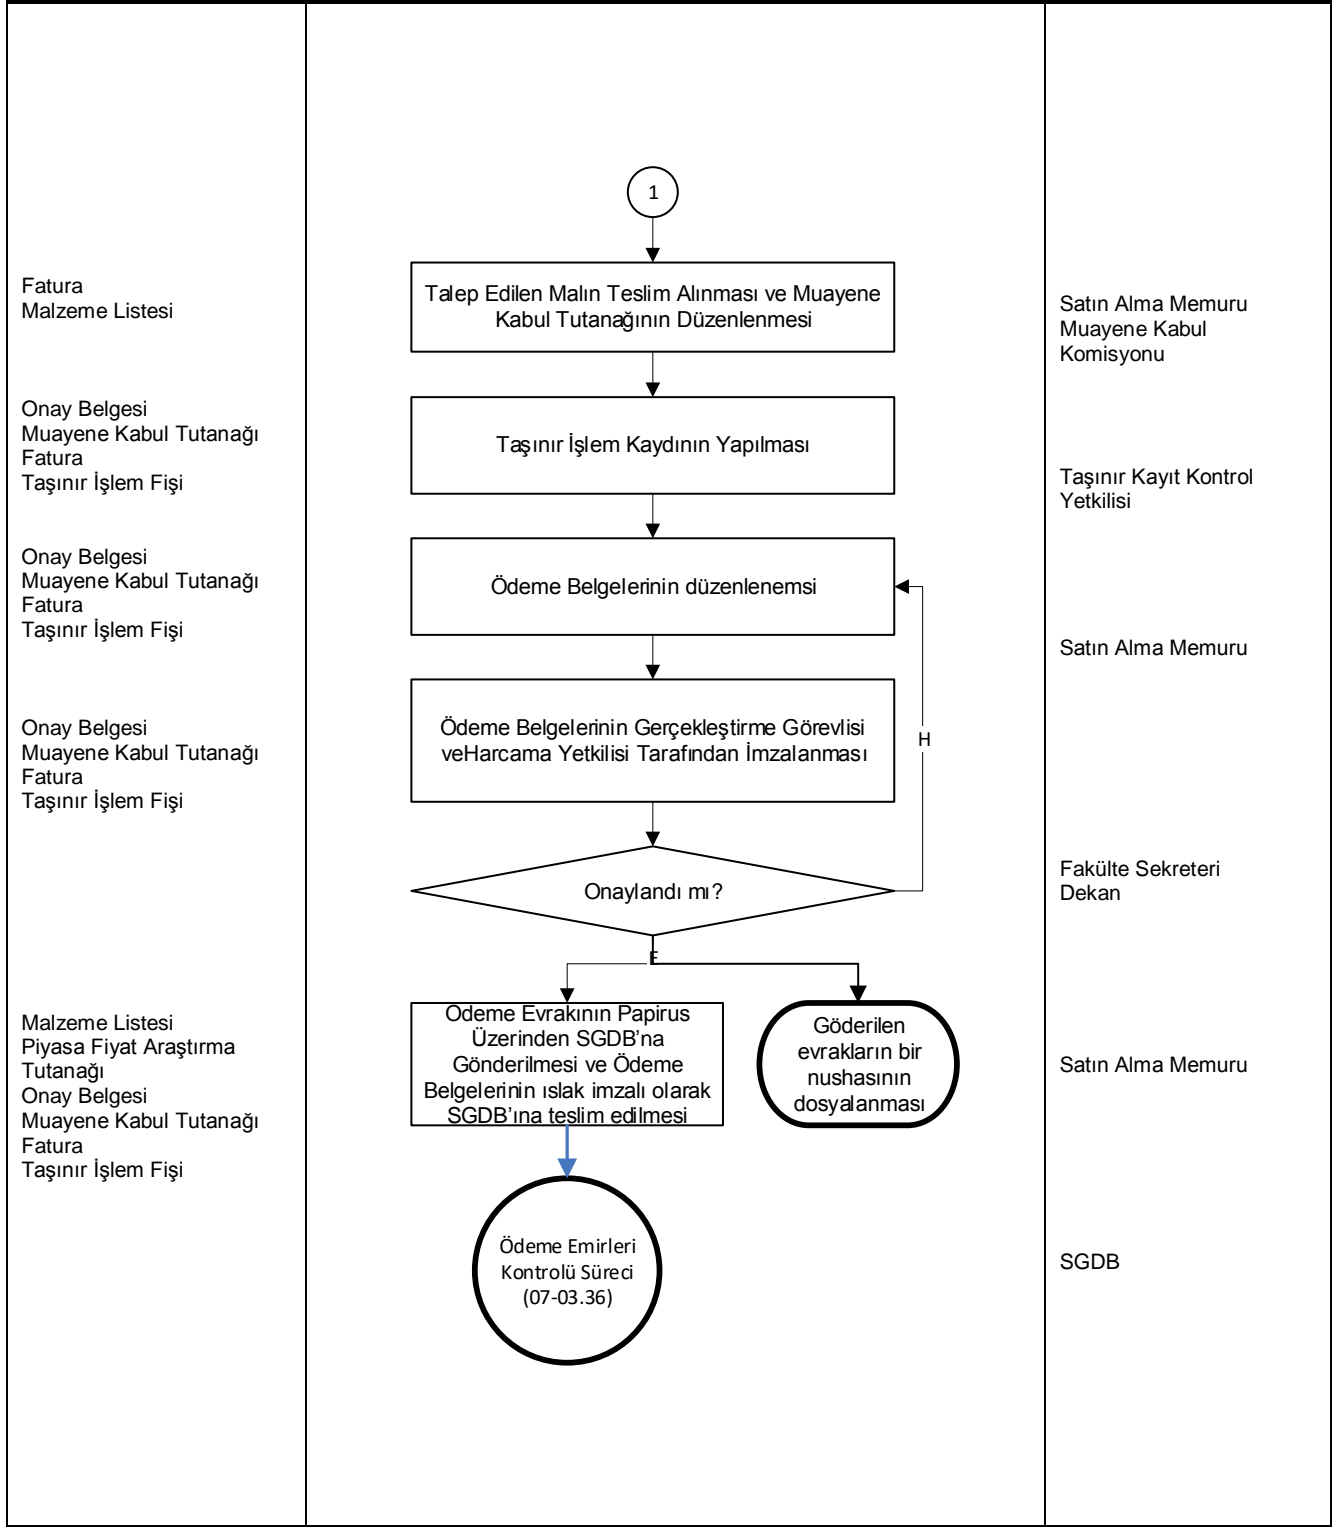 1
Fatura
Malzeme Listesi
Talep Edilen Malın Teslim Alınması ve Muayene
Kabul Tutanağının Düzenlenmesi
Satın Alma Memuru
Muayene Kabul
Komisyonu
Onay Belgesi
Muayene Kabul Tutanağı
Fatura
Taşınır İşlem Fişi
Taşınır İşlem Kaydının Yapılması
Taşınır Kayıt Kontrol
Yetkilisi
Onay Belgesi
Muayene Kabul Tutanağı
Fatura
Taşınır İşlem Fişi
Ödeme Belgelerinin düzenlenemsi
Satın Alma Memuru
Onay Belgesi
Muayene Kabul Tutanağı
Fatura
Taşınır İşlem Fişi
Ödeme Belgelerinin Gerçekleştirme Görevlisi
veHarcama Yetkilisi Tarafından İmzalanması
H
Onaylandı mı?
Fakülte Sekreteri
Dekan
E
Malzeme Listesi
Piyasa Fiyat Araştırma
Tutanağı
Onay Belgesi
Muayene Kabul Tutanağı
Fatura
Taşınır İşlem Fişi
Ödeme Evrakının Papirus
Üzerinden SGDB’na
Gönderilmesi ve Ödeme
Belgelerinin ıslak imzalı olarak
SGDB’ına teslim edilmesi
Göderilen
evrakların bir
nushasının
dosyalanması
Satın Alma Memuru
Ödeme Emirleri
Kontrolü Süreci
(07-03.36)
SGDB